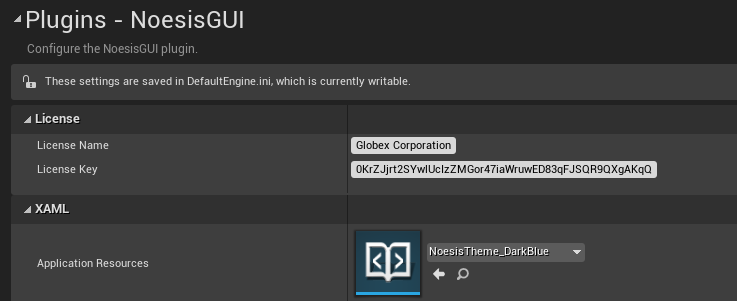 Plugins - NoesisGUI
Configure the NoesisGUI plugin.
These settings are saved in DefaultEngine.ini, which is currently writable.
License
License Name Globex Corporation
License Key 0KrZJjrt2SYwlUclzZMGor47iaWruwED83qFJSQR9QXgAKqQ
XAML
Application Resources NoesisTheme_DarkBlue